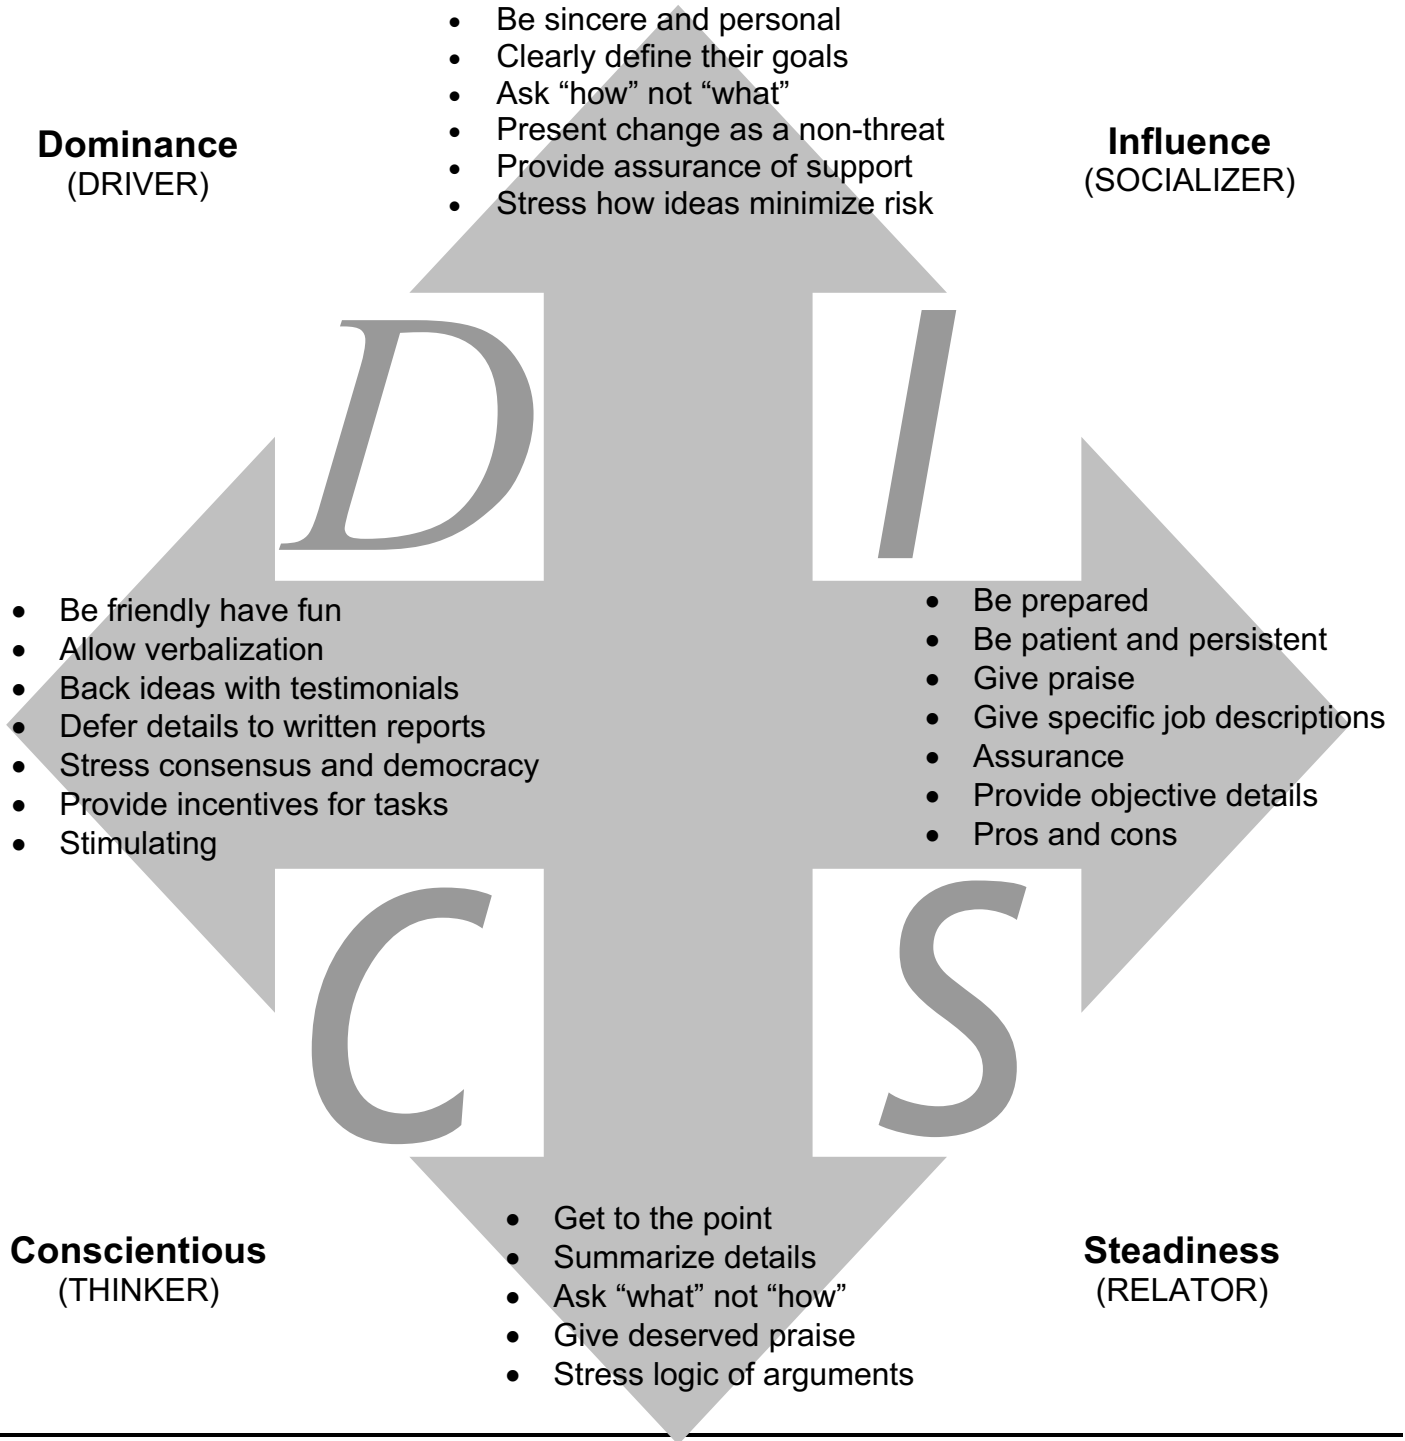 • Be sincere and personal
• Clearly define their goals
• Ask “how” not “what”
• Present change as a non-threat
• Provide assurance of support
• Stress how ideas minimize risk
Dominance
(DRIVER)
Influence
(SOCIALIZER)
D
I
• Be friendly have fun
• Allow verbalization
• Back ideas with testimonials
• Defer details to written reports
• Stress consensus and democracy
• Provide incentives for tasks
• Stimulating
• Be prepared
• Be patient and persistent
• Give praise
• Give specific job descriptions
• Assurance
• Provide objective details
• Pros and cons
C
S
Conscientious
(THINKER)
• Get to the point
• Summarize details
• Ask “what” not “how”
• Give deserved praise
• Stress logic of arguments
Steadiness
(RELATOR)